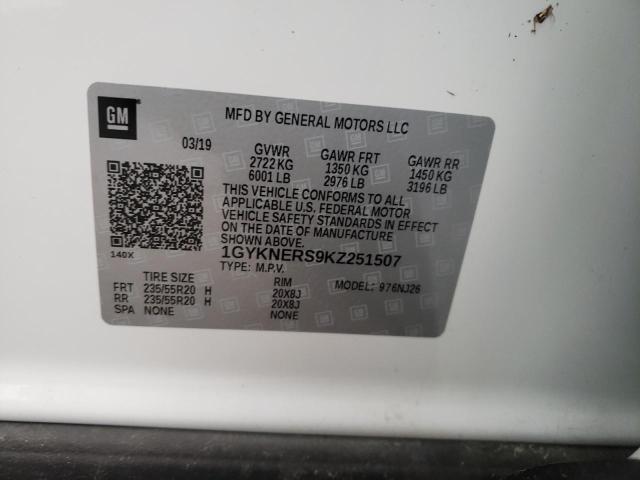 GM
MFD BY GENERAL MOTORS LLC
03/19 GVWR GAWR FRT GAWR RR
2722 KG 1350 KG 1450 KG
6001 LB 2976 LB 3196 LB
THIS VEHICLE CONFORMS TO ALL
APPLICABLE U.S. FEDERAL MOTOR
VEHICLE SAFETY STANDARDS IN EFFECT
ON THE DATE OF MANUFACTURE
SHOWN ABOVE.
140X
1GYKNERS9KZ251507
TYPE: M.P.V.
TIRE SIZE RIM MODEL: 976NJ26
FRT 235/55R20 H 20X8J
RR 235/55R20 H 20X8J
SPA NONE NONE